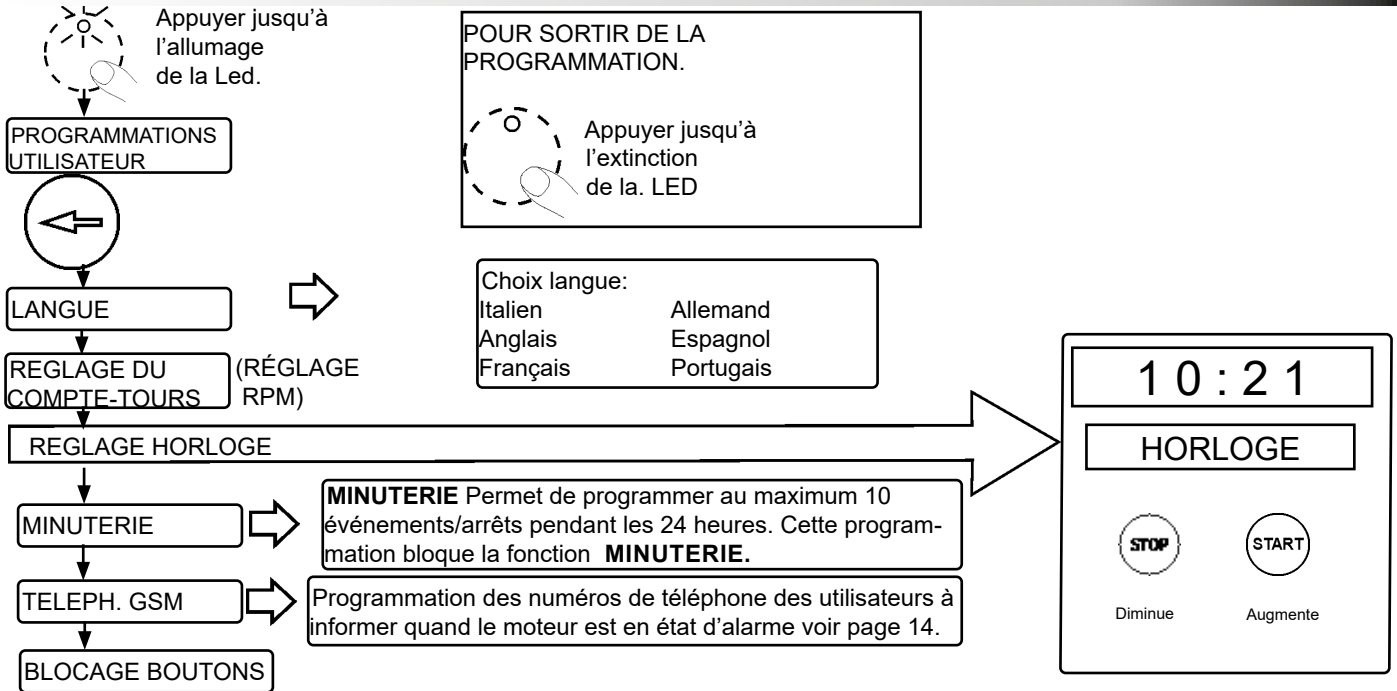 Appuyer jusqu’à
l’allumage
de la Led.
POUR SORTIR DE LA
PROGRAMMATION.
Appuyer jusqu’à
l’extinction
de la. LED
PROGRAMMATIONS
UTILISATEUR
LANGUE
Choix langue:
Italien Allemand
Anglais Espagnol
Français Portugais
REGLAGE DU
COMPTE-TOURS
(RÉGLAGE
RPM)
REGLAGE HORLOGE
10:21
HORLOGE
STOP START
Diminue Augmente
MINUTERIE
MINUTERIE Permet de programmer au maximum 10
événements/arrêts pendant les 24 heures. Cette program-
mation bloque la fonction MINUTERIE.
TELEPH. GSM
Programmation des numéros de téléphone des utilisateurs à
informer quand le moteur est en état d’alarme voir page 14.
BLOCAGE BOUTONS